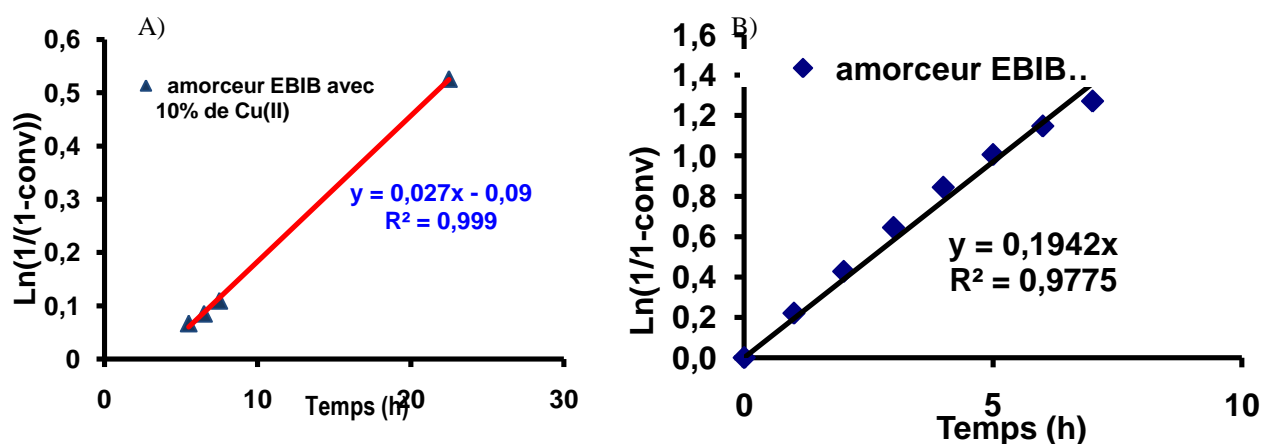 A)
Ln(1/(1-conv))
0,6
0,5
0,4
0,3
0,2
0,1
0
amorceur EBIB avec
10% de Cu(II)
y = 0,027x - 0,09
R² = 0,999
0 10 20 30
Temps (h)
B)
Ln(1/1-conv)
1,6
1,4
1,2
1,0
0,8
0,6
0,4
0,2
0,0
amorceur EBIB..
y = 0,1942x
R² = 0,9775
0 5 10
Temps (h)